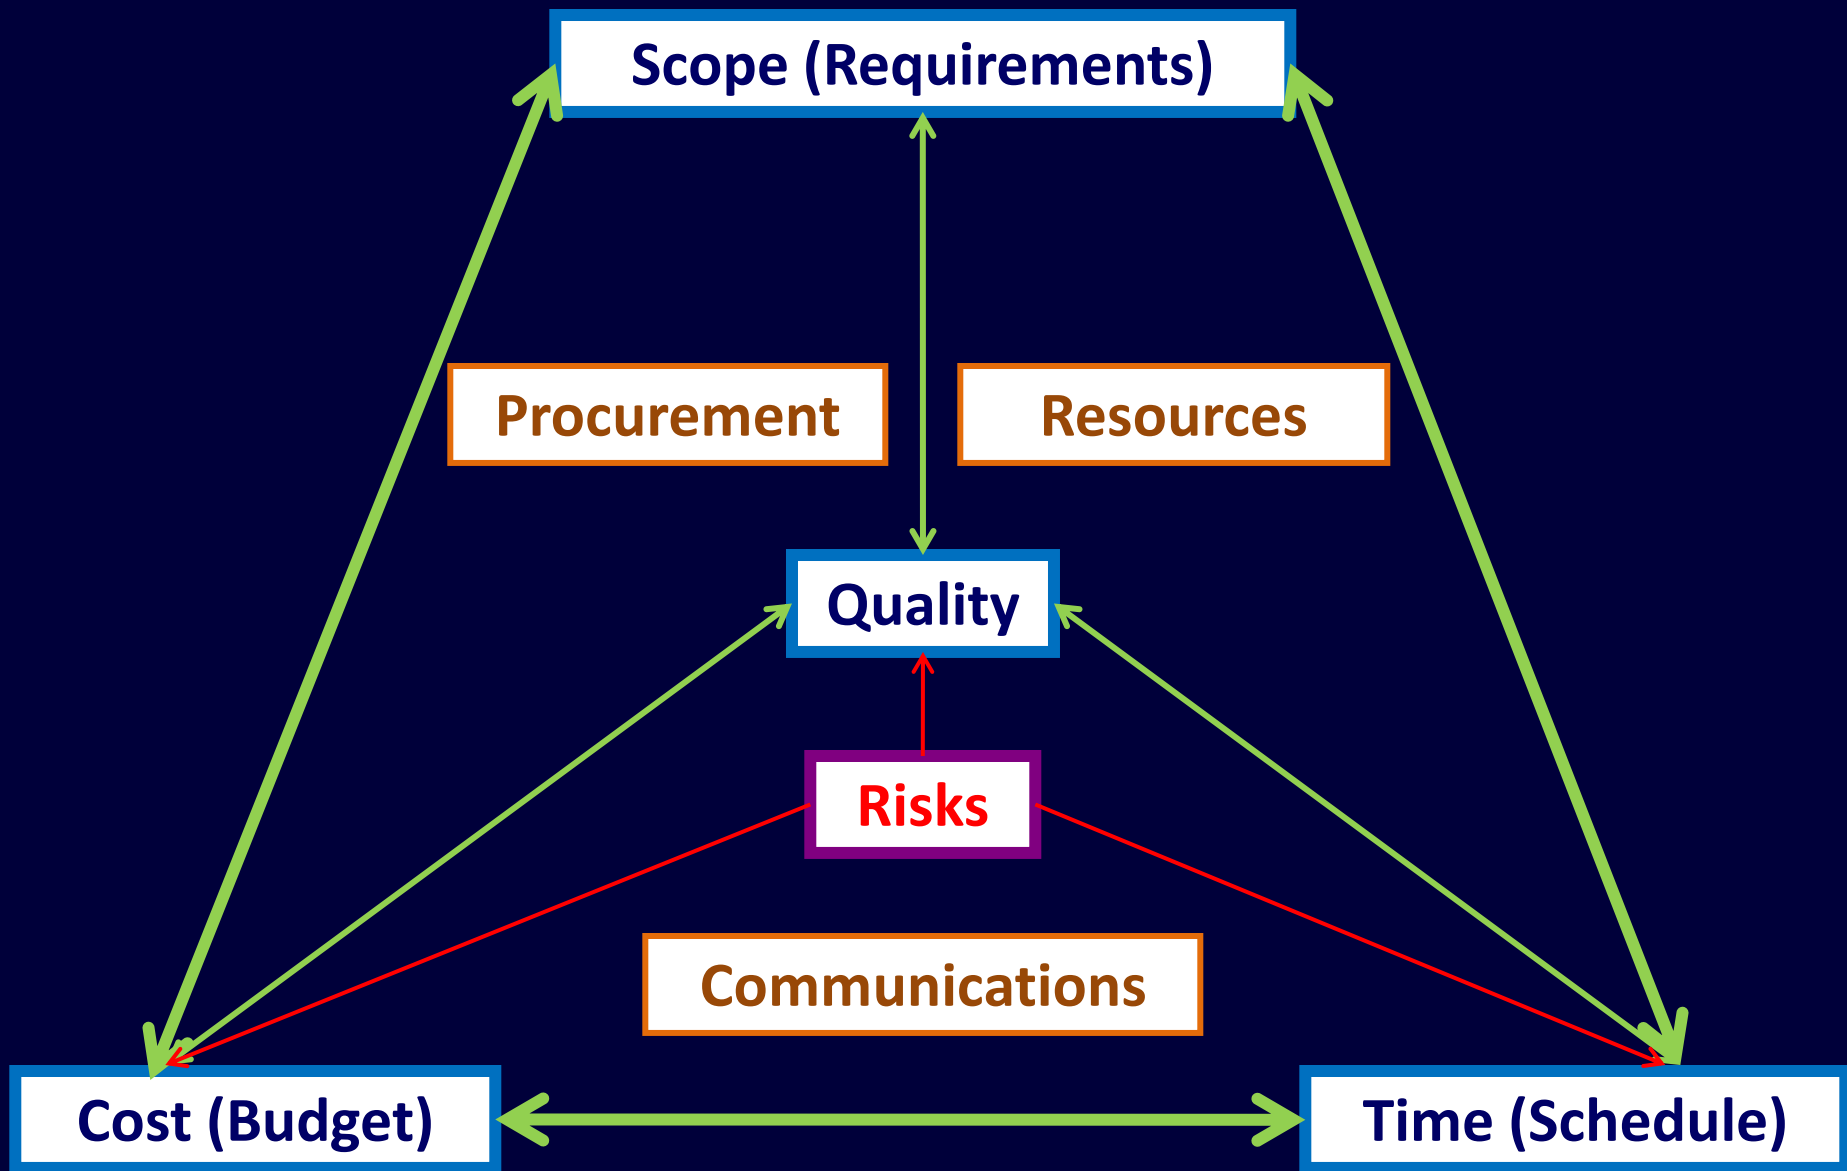 Scope (Requirements)
Procurement
Resources
Quality
Risks
Communications
Cost (Budget)
Time (Schedule)